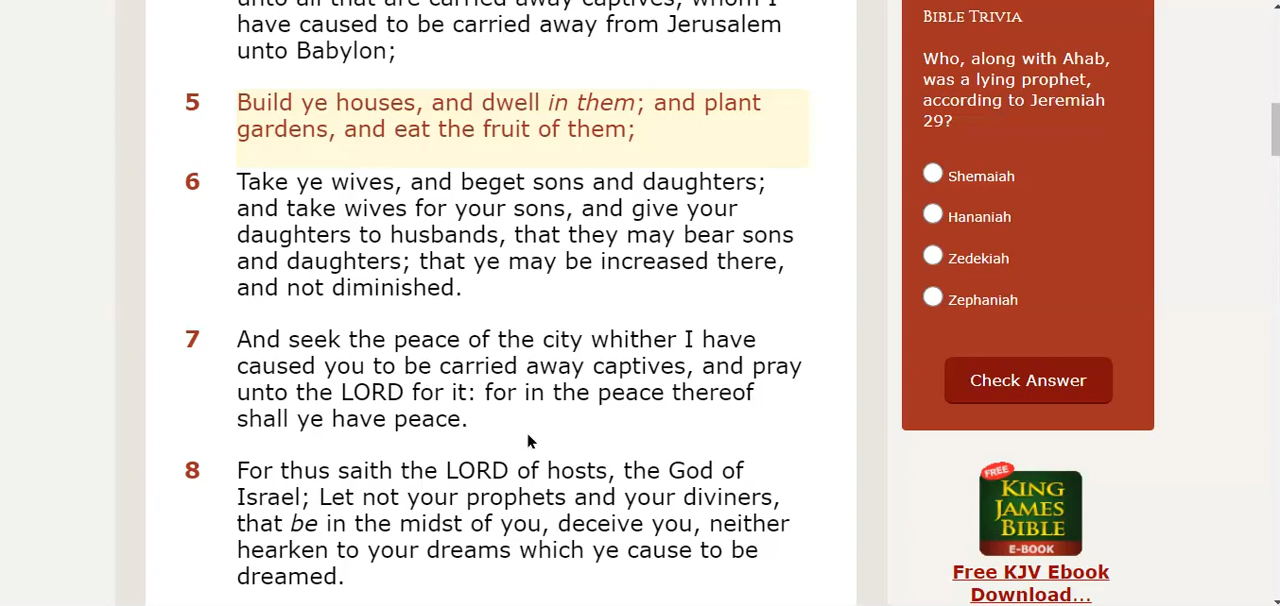 unto all that are carried away captives, whom I
have caused to be carried away from Jerusalem
unto Babylon;
5 Build ye houses, and dwell in them; and plant
gardens, and eat the fruit of them;
6 Take ye wives, and beget sons and daughters;
and take wives for your sons, and give your
daughters to husbands, that they may bear sons
and daughters; that ye may be increased there,
and not diminished.
7 And seek the peace of the city whither I have
caused you to be carried away captives, and pray
unto the LORD for it: for in the peace thereof
shall ye have peace.
8 For thus saith the LORD of hosts, the God of
Israel; Let not your prophets and your diviners,
that be in the midst of you, deceive you, neither
hearken to your dreams which ye cause to be
dreamed.
BIBLE TRIVIA
Who, along with Ahab,
was a lying prophet,
according to Jeremiah
29?
Shemaiah
Hananiah
Zedekiah
Zephaniah
Check Answer
FREE
KING
JAMES
BIBLE
E-BOOK
Free KJV Ebook
Download...